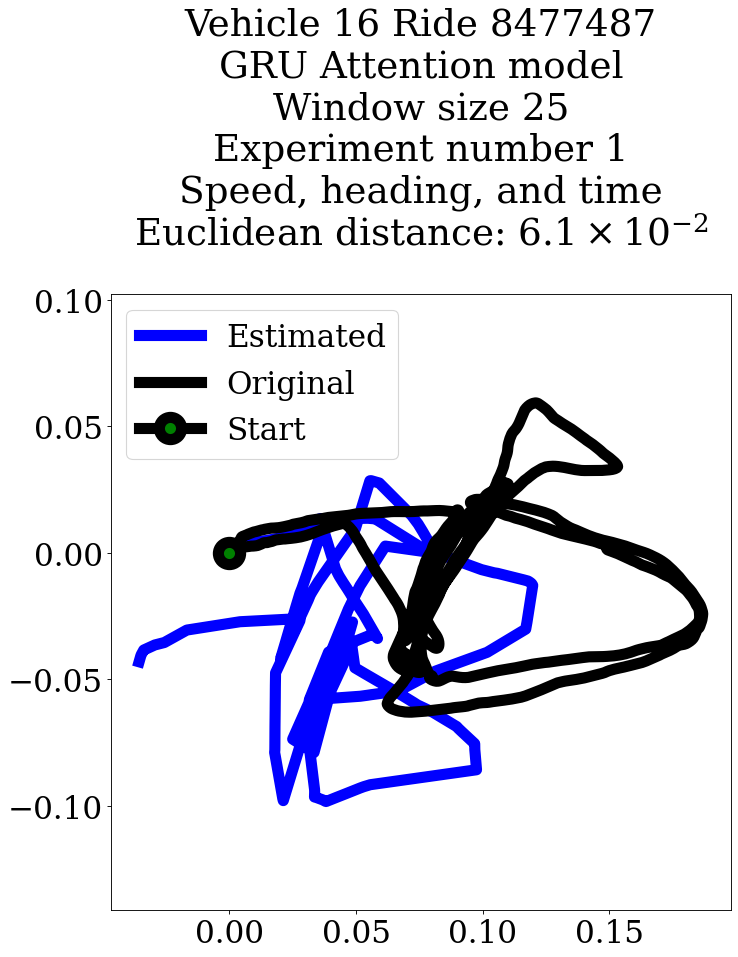 Vehicle 16 Ride 8477487
GRU Attention model
Window size 25
Experiment number 1
Speed, heading, and time
Euclidean distance: 6.1 × 10⁻²
0.10
Estimated
Original
0.05
Start
0.00
−0.05
−0.10
0.00 0.05 0.10 0.15